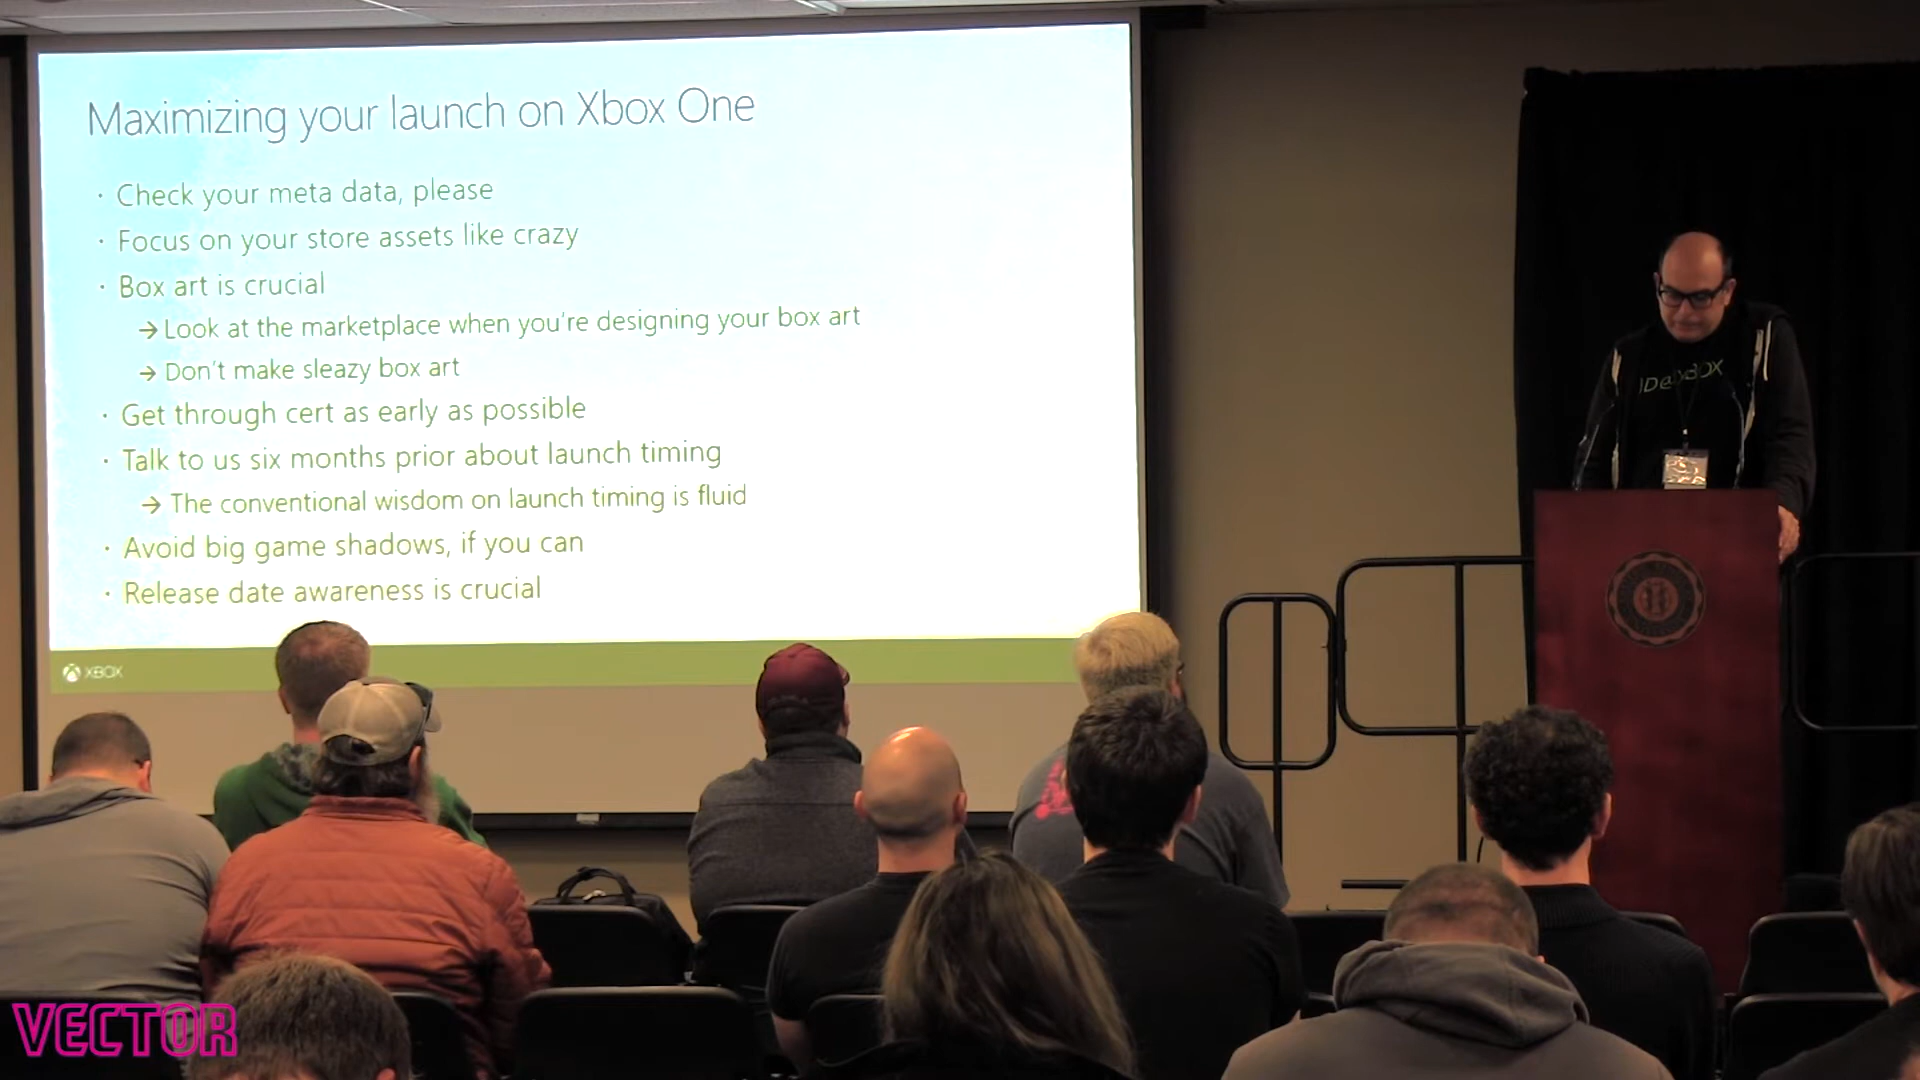 Maximizing your launch on Xbox One
· Check your meta data, please
· Focus on your store assets like crazy
· Box art is crucial
→ Look at the marketplace when you're designing your box art
→ Don't make sleazy box art
· Get through cert as early as possible
· Talk to us six months prior about launch timing
→ The conventional wisdom on launch timing is fluid
· Avoid big game shadows, if you can
· Release date awareness is crucial
XBOX
ID@XBOX
VECTOR